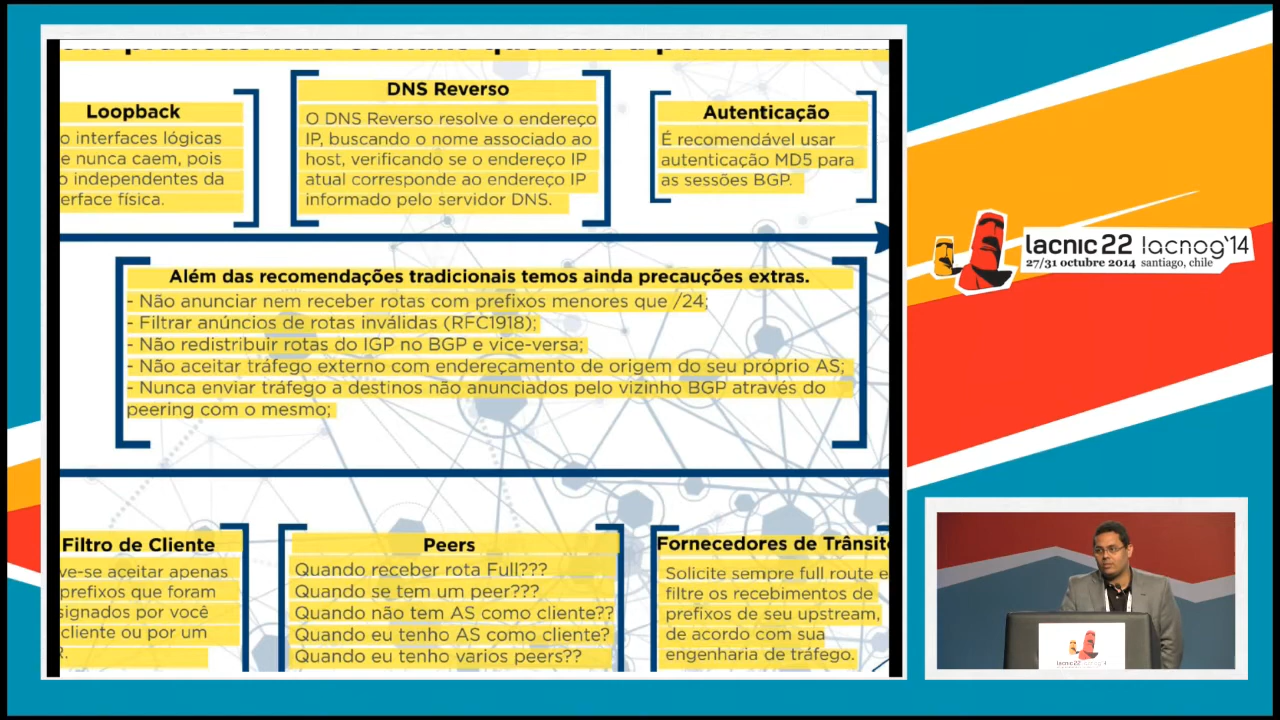 Loopback
o interfaces lógicas
e nunca caem, pois
o independentes da
erface física.
DNS Reverso
O DNS Reverso resolve o endereço
IP, buscando o nome associado ao
host, verificando se o endereço IP
atual corresponde ao endereço IP
informado pelo servidor DNS.
Autenticação
É recomendável usar
autenticação MD5 para
as sessões BGP.
Além das recomendações tradicionais temos ainda precauções extras.
- Não anunciar nem receber rotas com prefixos menores que /24;
- Filtrar anúncios de rotas inválidas (RFC1918);
- Não redistribuir rotas do IGP no BGP e vice-versa;
- Não aceitar tráfego externo com endereçamento de origem do seu próprio AS;
- Nunca enviar tráfego a destinos não anunciados pelo vizinho BGP através do
peering com o mesmo;
Filtro de Cliente
ve-se aceitar apenas
prefixos que foram
signados por você
cliente ou por um
R.
Peers
Quando receber rota Full???
Quando se tem um peer???
Quando não tem AS como cliente??
Quando eu tenho AS como cliente?
Quando eu tenho varios peers??
Fornecedores de Trânsito
Solicite sempre full route e
filtre os recebimentos de
prefixos de seu upstream,
de acordo com sua
engenharia de tráfego.
lacnic 22 lacnog'14
27/31 octubre 2014 santiago, chile
lacnic 22 lacnog'14